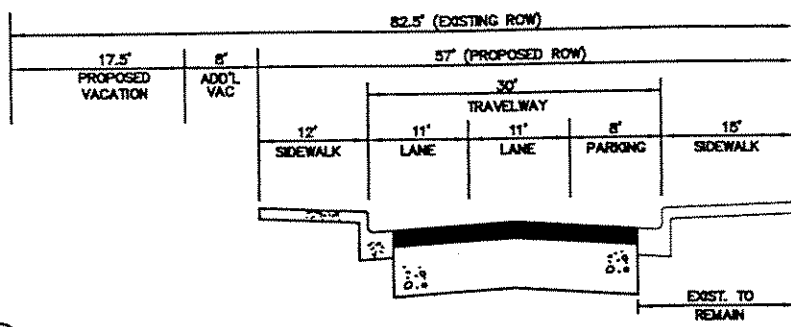 82.5' (EXISTING ROW)
17.5' 8' 57' (PROPOSED ROW)
PROPOSED VACATION
ADD'L VAC
30'
TRAVELWAY
12' 11' 11' 8' 15'
SIDEWALK LANE LANE PARKING SIDEWALK
EXIST. TO
REMAIN